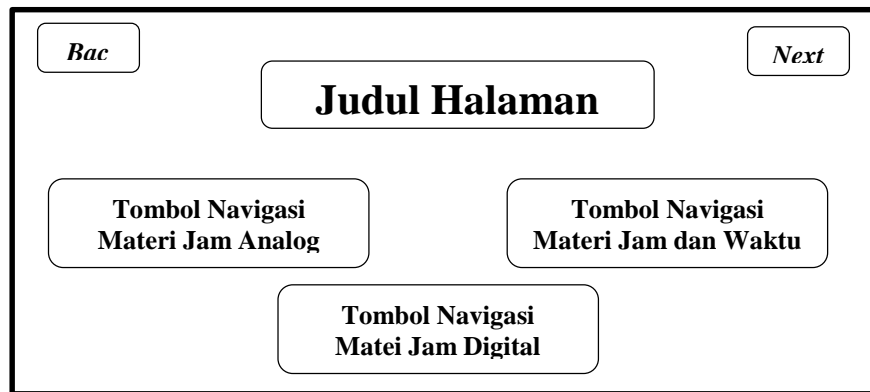 Bac
Next
Judul Halaman
Tombol Navigasi
Materi Jam Analog
Tombol Navigasi
Materi Jam dan Waktu
Tombol Navigasi
Matei Jam Digital